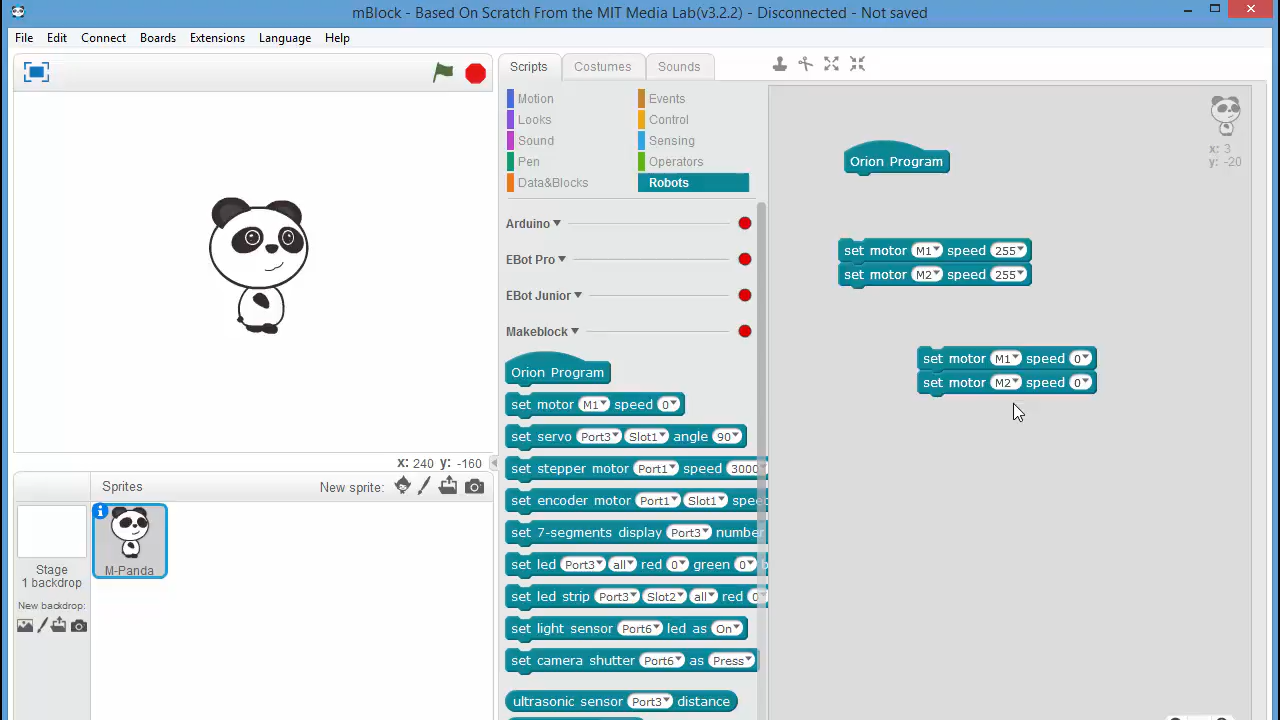 mBlock - Based On Scratch From the MIT Media Lab(v3.2.2) - Disconnected - Not saved
File Edit Connect Boards Extensions Language Help
Scripts Costumes Sounds
Motion Events
Looks Control
Sound Sensing
Pen Operators
Data&Blocks Robots
Arduino
EBot Pro
EBot Junior
Makeblock
Orion Program
set motor M1 speed 0
set servo Port3 Slot1 angle 90
set stepper motor Port1 speed 3000
set encoder motor Port1 Slot1 spee
set 7-segments display Port3 number
set led Port3 all red 0 green 0
set led strip Port3 Slot2 all red 0
set light sensor Port6 led as On
set camera shutter Port6 as Press
ultrasonic sensor Port3 distance
Orion Program
set motor M1 speed 255
set motor M2 speed 255
set motor M1 speed 0
set motor M2 speed 0
x: 3
y: -20
x: 240 y: -160
Sprites New sprite:
Stage
1 backdrop
New backdrop:
M-Panda